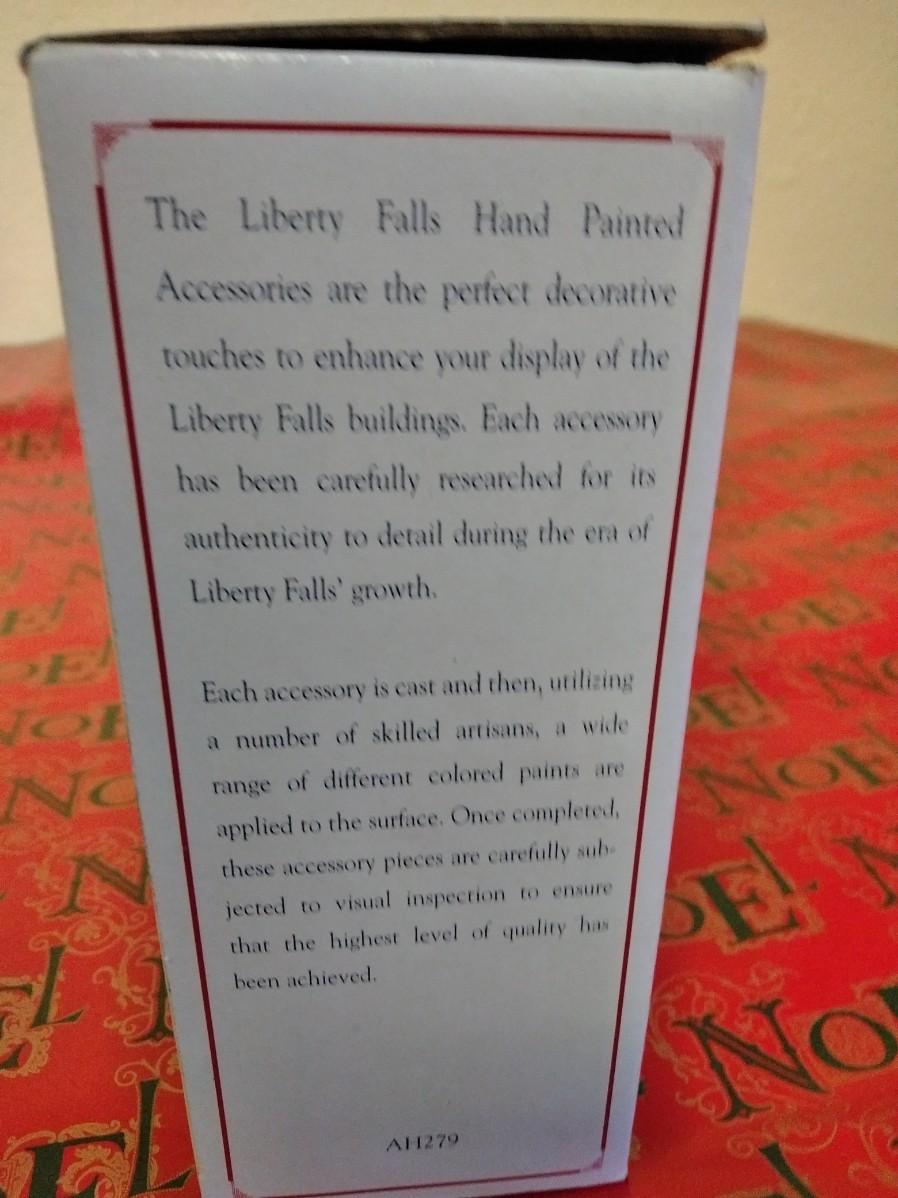 The Liberty Falls Hand Painted
Accessories are the perfect decorative
touches to enhance your display of the
Liberty Falls buildings. Each accessory
has been carefully researched for its
authenticity to detail during the era of
Liberty Falls' growth.
Each accessory is cast and then, utilizing
a number of skilled artisans, a wide
range of different colored paints are
applied to the surface. Once completed,
these accessory pieces are carefully sub-
jected to visual inspection to ensure
that the highest level of quality has
been achieved.
AH279
NOE!
NOE!
NOE!
NOE!